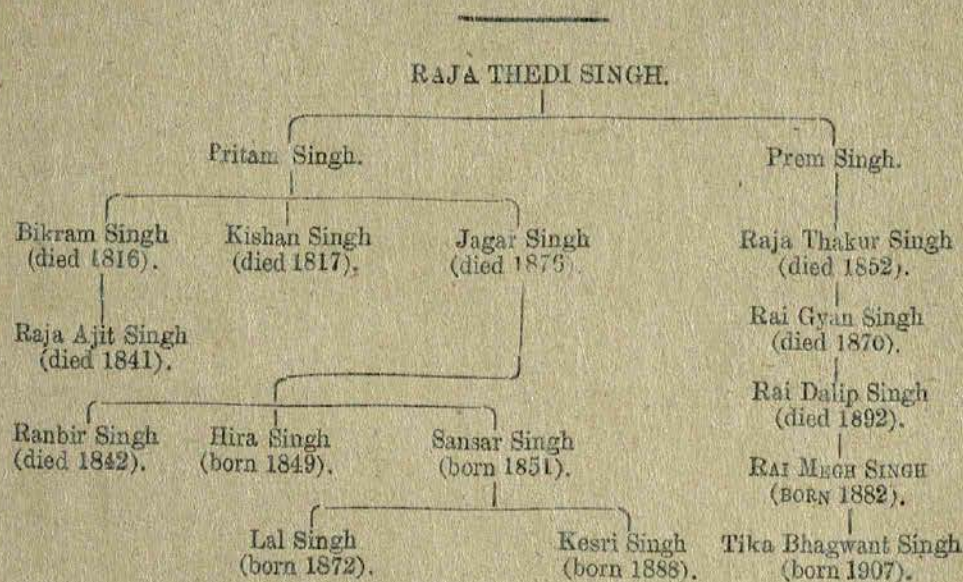 RAJA THEDI SINGH.
Pritam Singh.
Prem Singh.
Bikram Singh
(died 1816).
Kishan Singh
(died 1817).
Jagar Singh
(died 1876).
Raja Thakur Singh
(died 1852).
Raja Ajit Singh
(died 1841).
Rai Gyan Singh
(died 1870).
Rai Dalip Singh
(died 1892).
Ranbir Singh
(died 1842).
Hira Singh
(born 1849).
Sansar Singh
(born 1851).
RAI MEGH SINGH
(BORN 1882).
Lal Singh
(born 1872).
Kesri Singh
(born 1888).
Tika Bhagwant Singh
(born 1907).